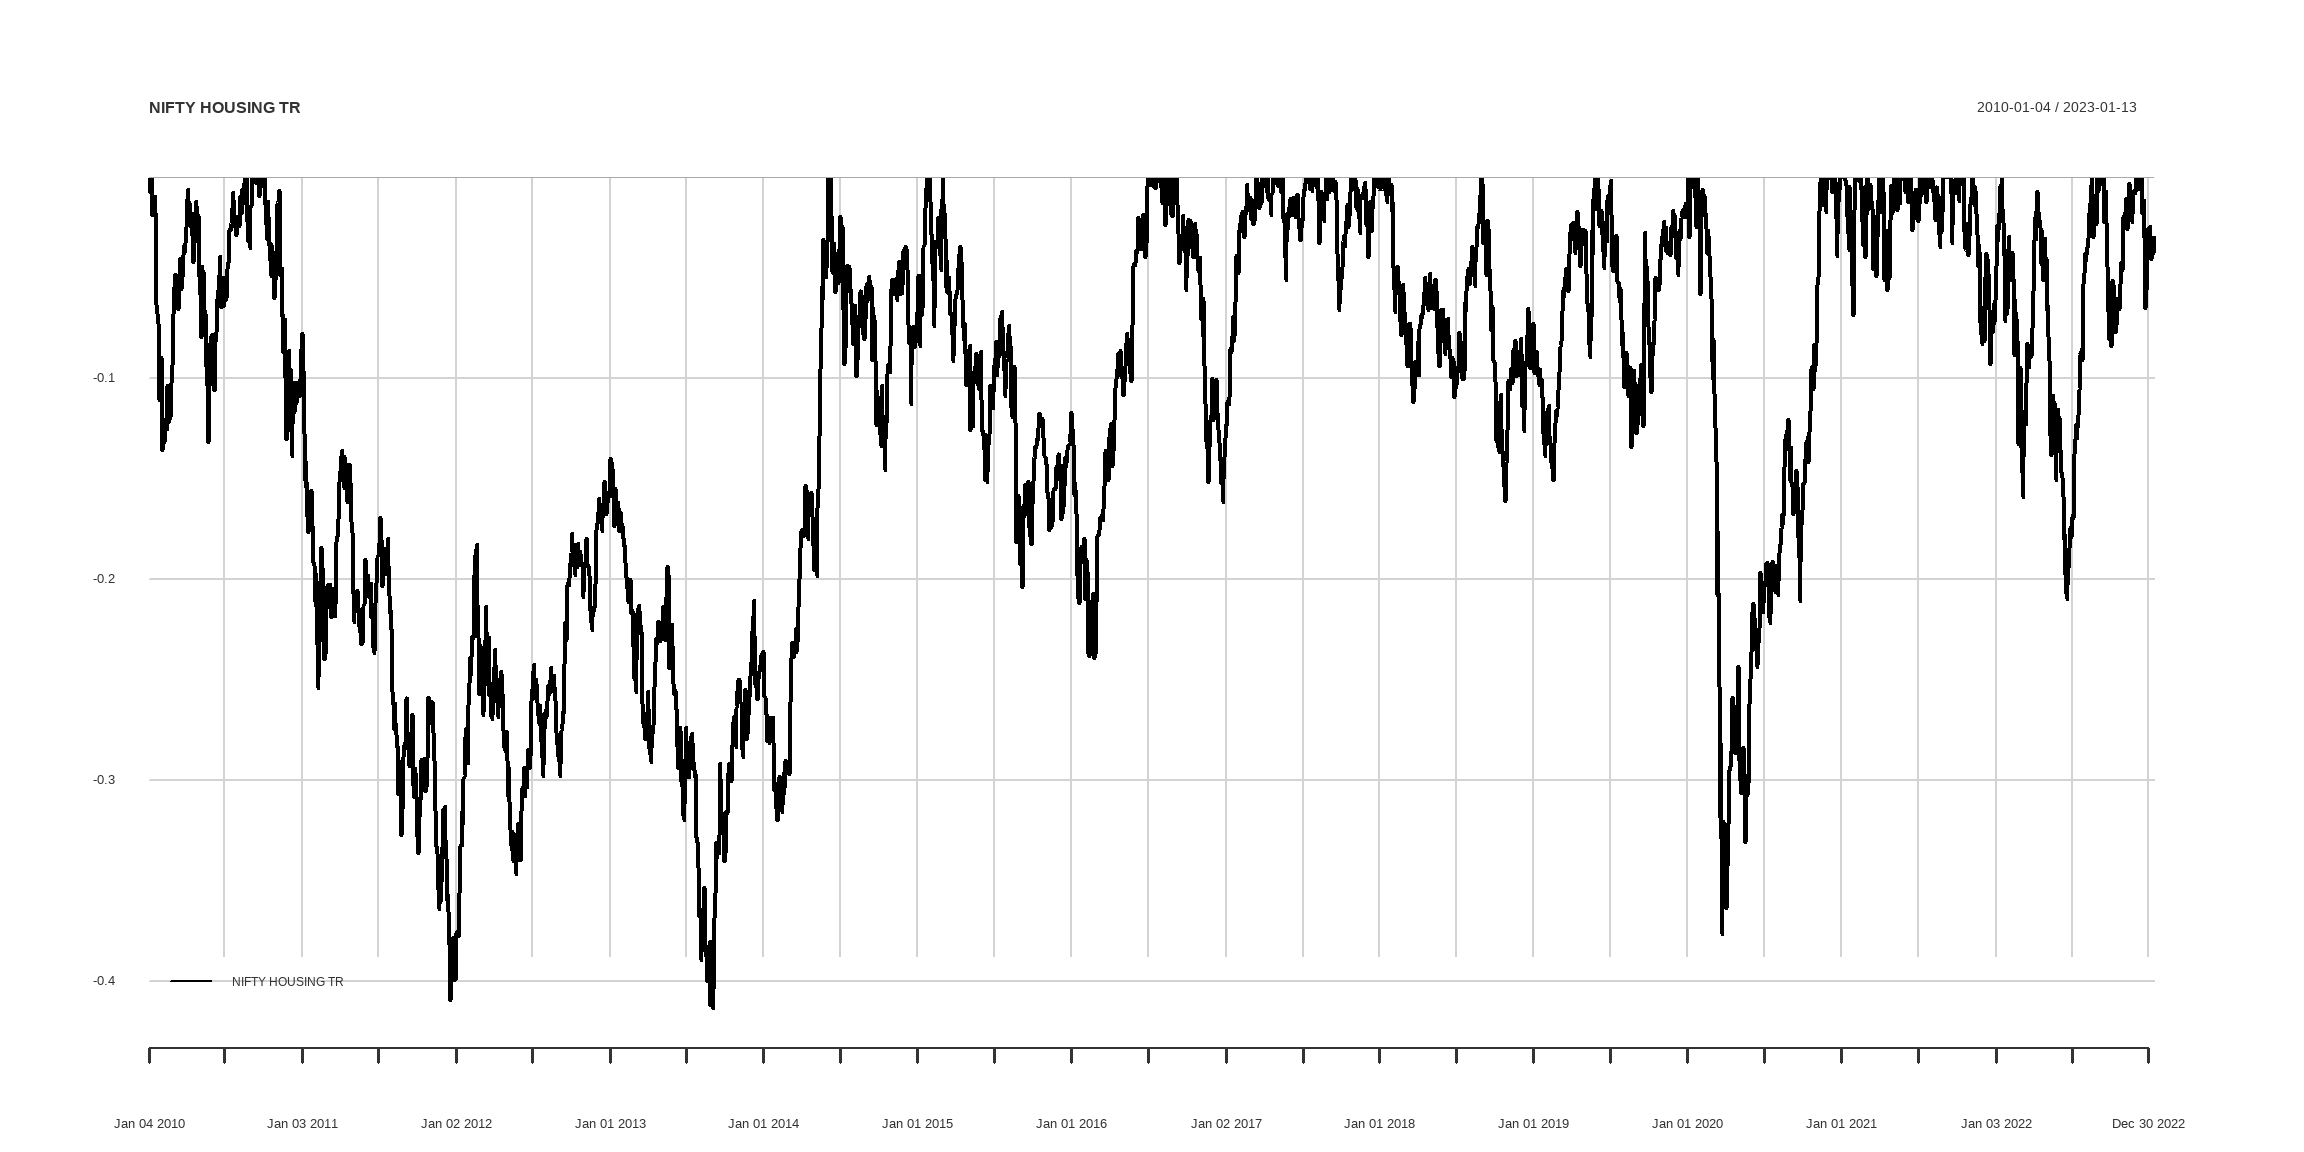 NIFTY HOUSING TR
2010-01-04 / 2023-01-13
-0.1
-0.2
-0.3
-0.4
NIFTY HOUSING TR
Jan 04 2010
Jan 03 2011
Jan 02 2012
Jan 01 2013
Jan 01 2014
Jan 01 2015
Jan 01 2016
Jan 02 2017
Jan 01 2018
Jan 01 2019
Jan 01 2020
Jan 01 2021
Jan 03 2022
Dec 30 2022